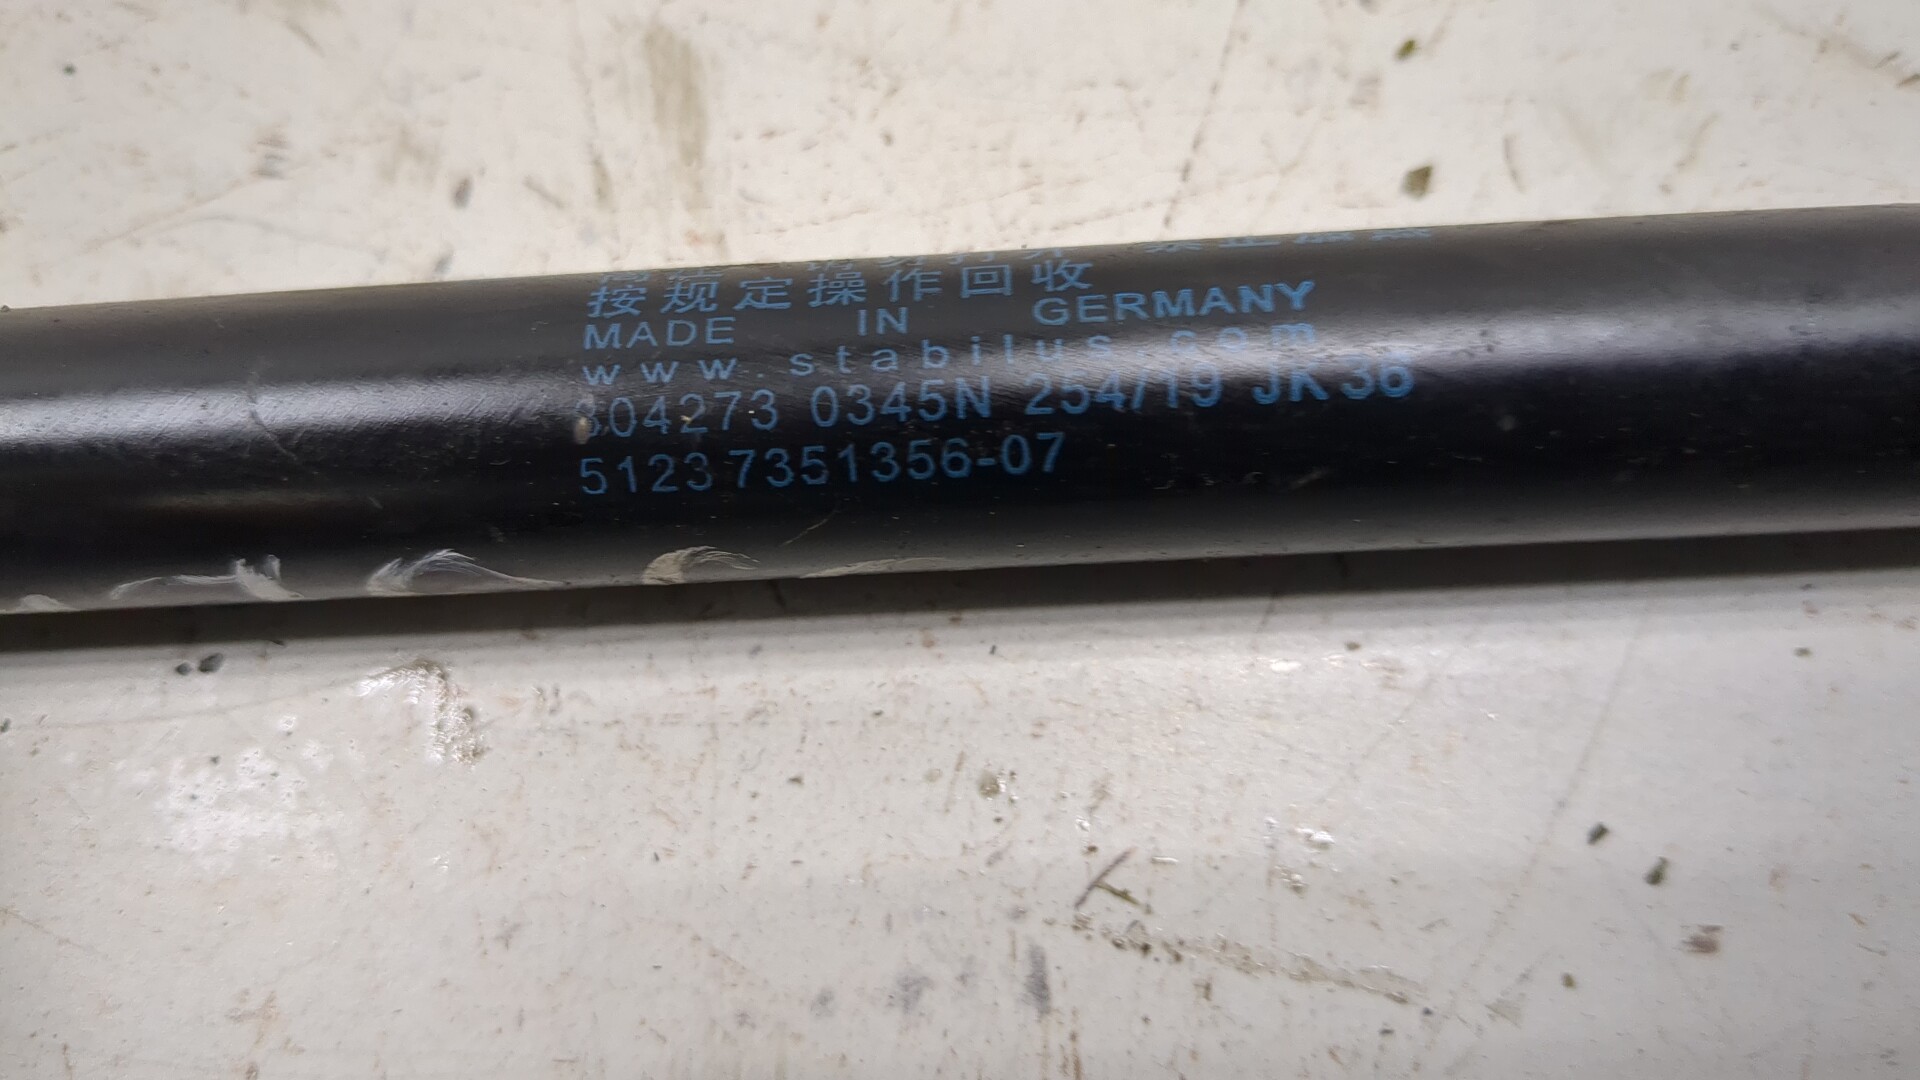 按规定操作回收
MADE IN GERMANY
www.stabilus.com
304273 0345N 254/19 JK36
51237351356-07